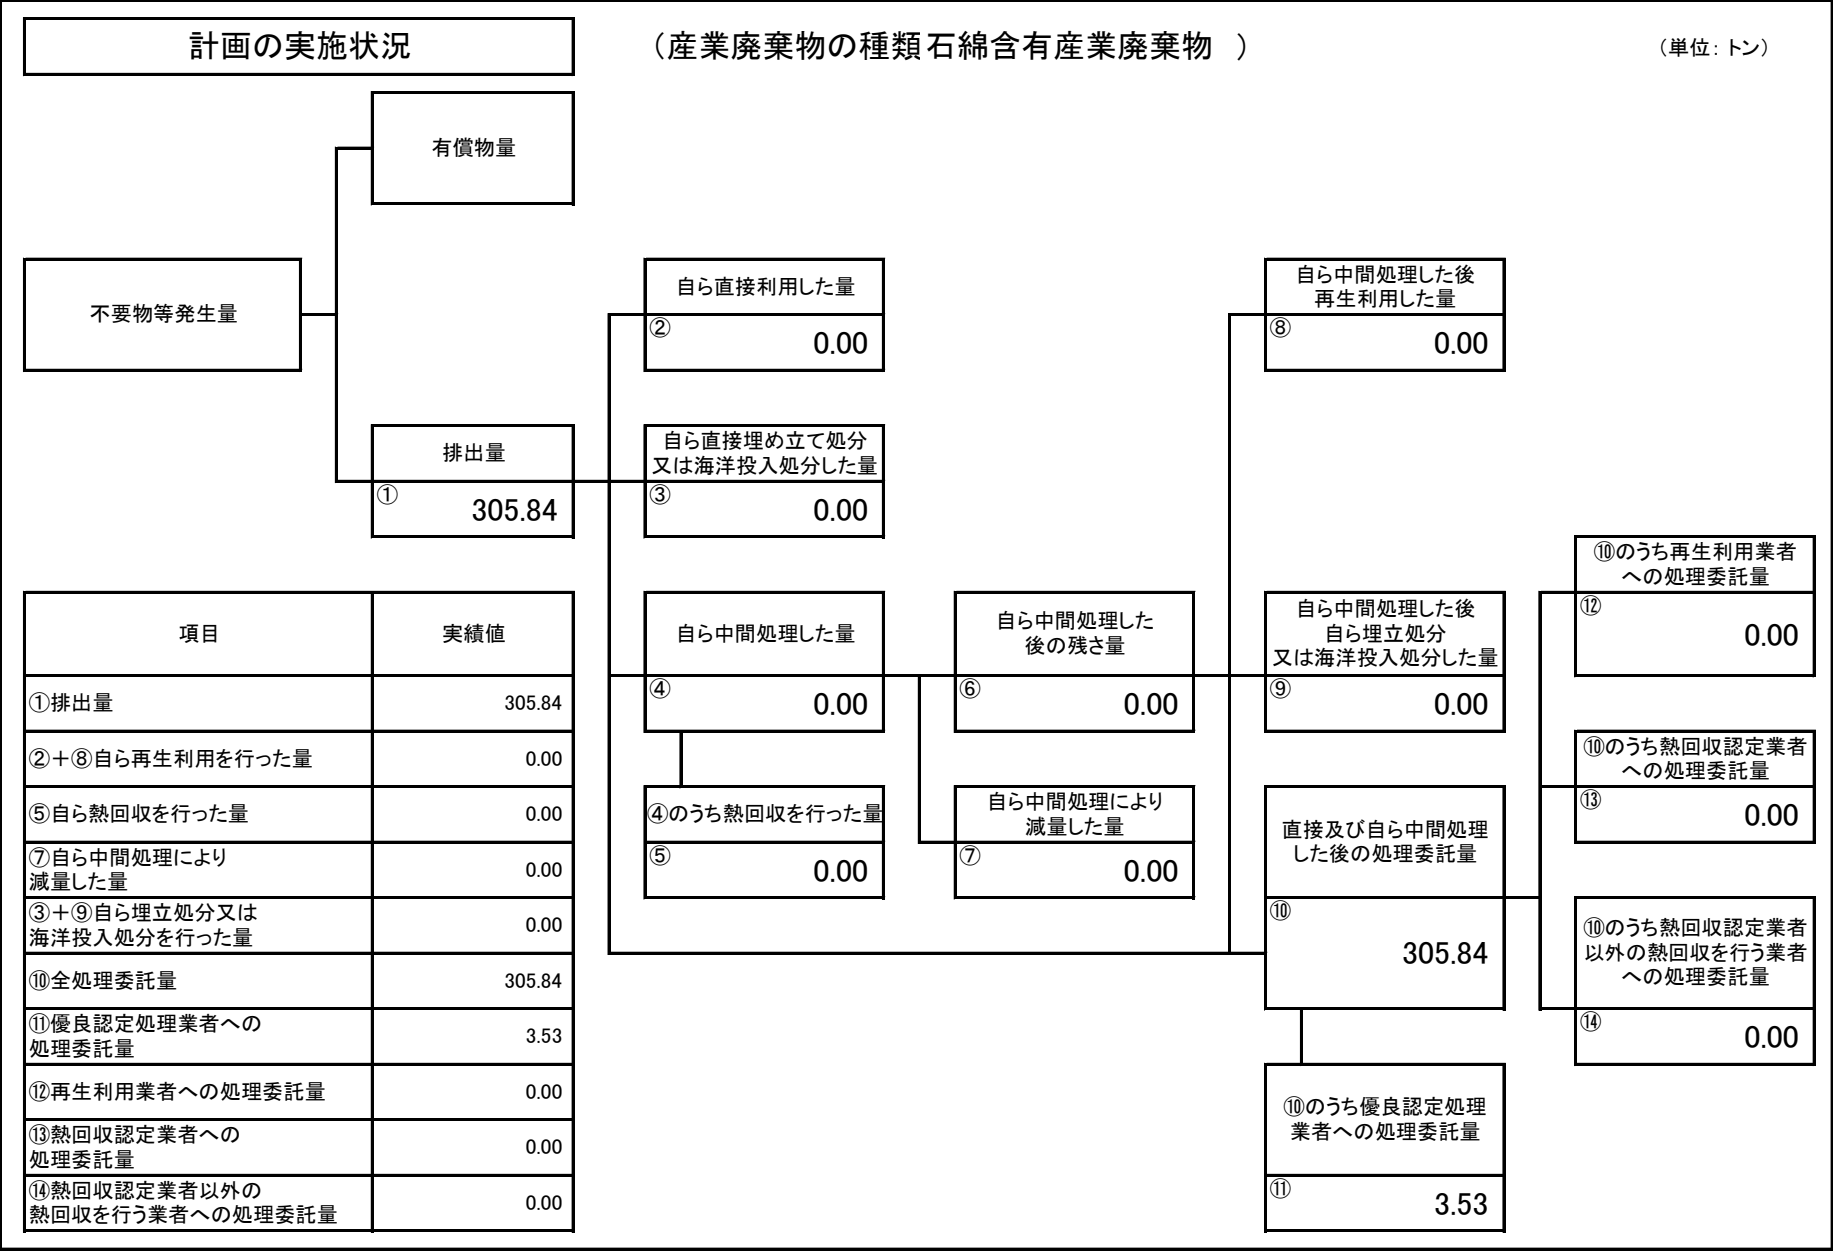 計画の実施状況
（産業廃棄物の種類 石綿含有産業廃棄物　）
（単位：トン）
有償物量
不要物等発生量
自ら直接利用した量
②
0.00
自ら中間処理した後
再生利用した量
⑧
0.00
排出量
①
305.84
自ら直接埋め立て処分
又は海洋投入処分した量
③
0.00
自ら中間処理した量
④
0.00
自ら中間処理した
後の残さ量
⑥
0.00
自ら中間処理した後
自ら埋立処分
又は海洋投入処分した量
⑨
0.00
⑩のうち再生利用業者
への処理委託量
⑫
0.00
④のうち熱回収を行った量
⑤
0.00
自ら中間処理により
減量した量
⑦
0.00
直接及び自ら中間処理
した後の処理委託量
⑩
305.84
⑩のうち熱回収認定業者
への処理委託量
⑬
0.00
⑩のうち熱回収認定業者
以外の熱回収を行う業者
への処理委託量
⑭
0.00
⑩のうち優良認定処理
業者への処理委託量
⑪
3.53
項目 実績値
①排出量 305.84
②＋⑧自ら再生利用を行った量 0.00
⑤自ら熱回収を行った量 0.00
⑦自ら中間処理により
減量した量 0.00
③＋⑨自ら埋立処分又は
海洋投入処分を行った量 0.00
⑩全処理委託量 305.84
⑪優良認定処理業者への
処理委託量 3.53
⑫再生利用業者への処理委託量 0.00
⑬熱回収認定業者への
処理委託量 0.00
⑭熱回収認定業者以外の
熱回収を行う業者への処理委託量 0.00